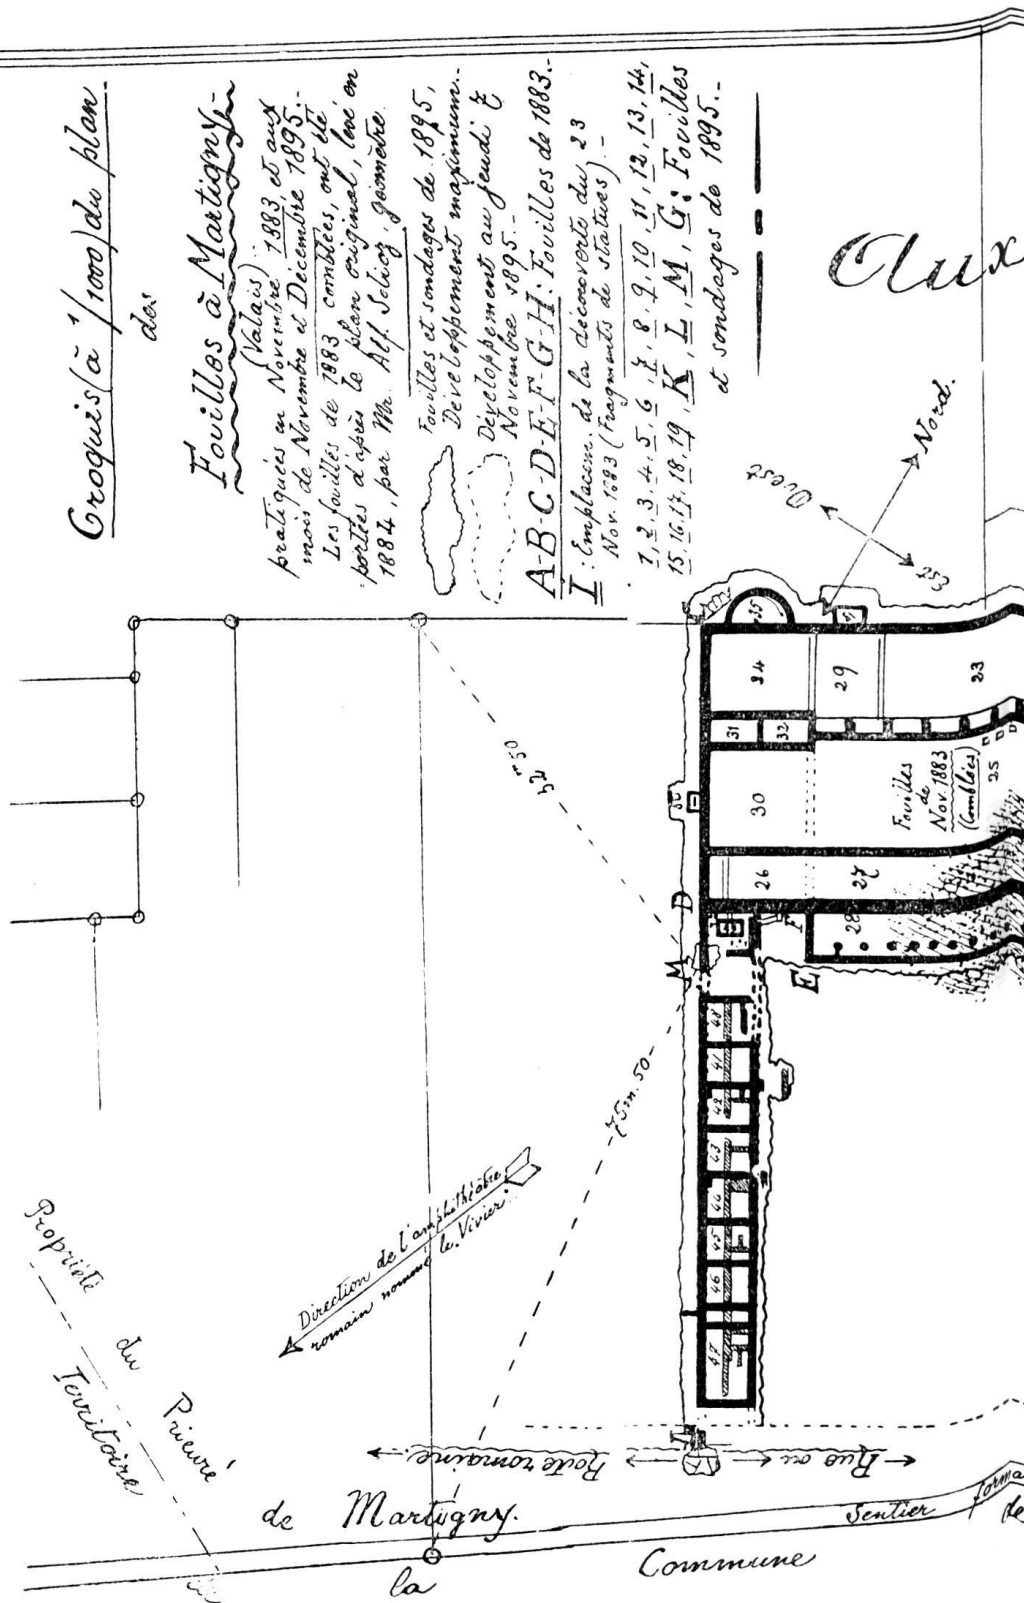 Croquis (à 1/1000) du plan
des
Fouilles à Martigny.-
(Valais)
pratiquées en Novembre 1883 et aux
mois de Novembre et Décembre 1895.-
Les fouilles de 1883 comblées, ont été
portées d'après le plan original, levé en
1884, par Mr. Alf. géomètre.
Fouilles et sondages de 1895,
Développement maximum.-
Développement au jeudi
Novembre 1895.-
A-B-C-D-E-F-G-H: Fouilles de 1883.-
I: Emplacem. de la découverte du 23
Nov. 1883 (Fragments de statues).-
1, 2, 3, 4, 5, 6, 7, 8, 9, 10, 11, 12, 13, 14,
15, 16, 17, 18, 19, K, L, M, G: Fouilles
et sondages de 1895.-
Aux
Nord.
Ouest
Est
35
34
29
23
31
32
30
Fouilles
de
Nov. 1883
(Comblées)
25
26
27
28
D
M
F
E
52m50
75m.50
48
41
42
43
44
45
46
47
Direction de l'amphithéâtre
romain nommé le Vivier
Propriété
du
Prieuré
Territoire
de Martigny.
la
Commune
Route romaine
Rue ou
Sentier
forma
de